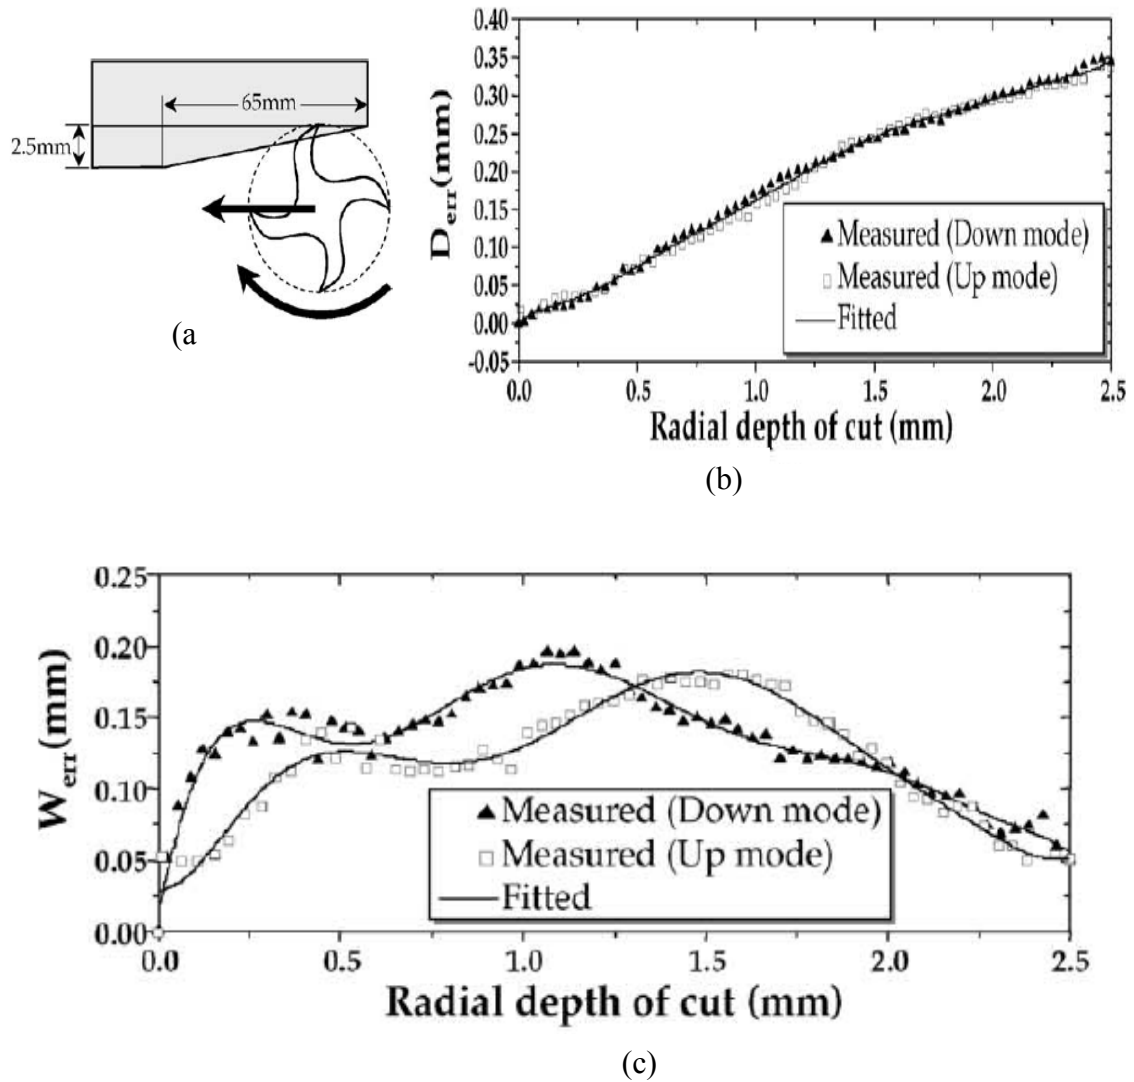 65mm
2.5mm
(a
0.40
0.35
0.30
0.25
0.20
0.15
0.10
0.05
0.00
-0.05
D_err(mm)
Measured (Down mode)
Measured (Up mode)
Fitted
0.0 0.5 1.0 1.5 2.0 2.5
Radial depth of cut (mm)
(b)
0.25
0.20
0.15
0.10
0.05
0.00
W_err(mm)
Measured (Down mode)
Measured (Up mode)
Fitted
0.0 0.5 1.0 1.5 2.0 2.5
Radial depth of cut (mm)
(c)